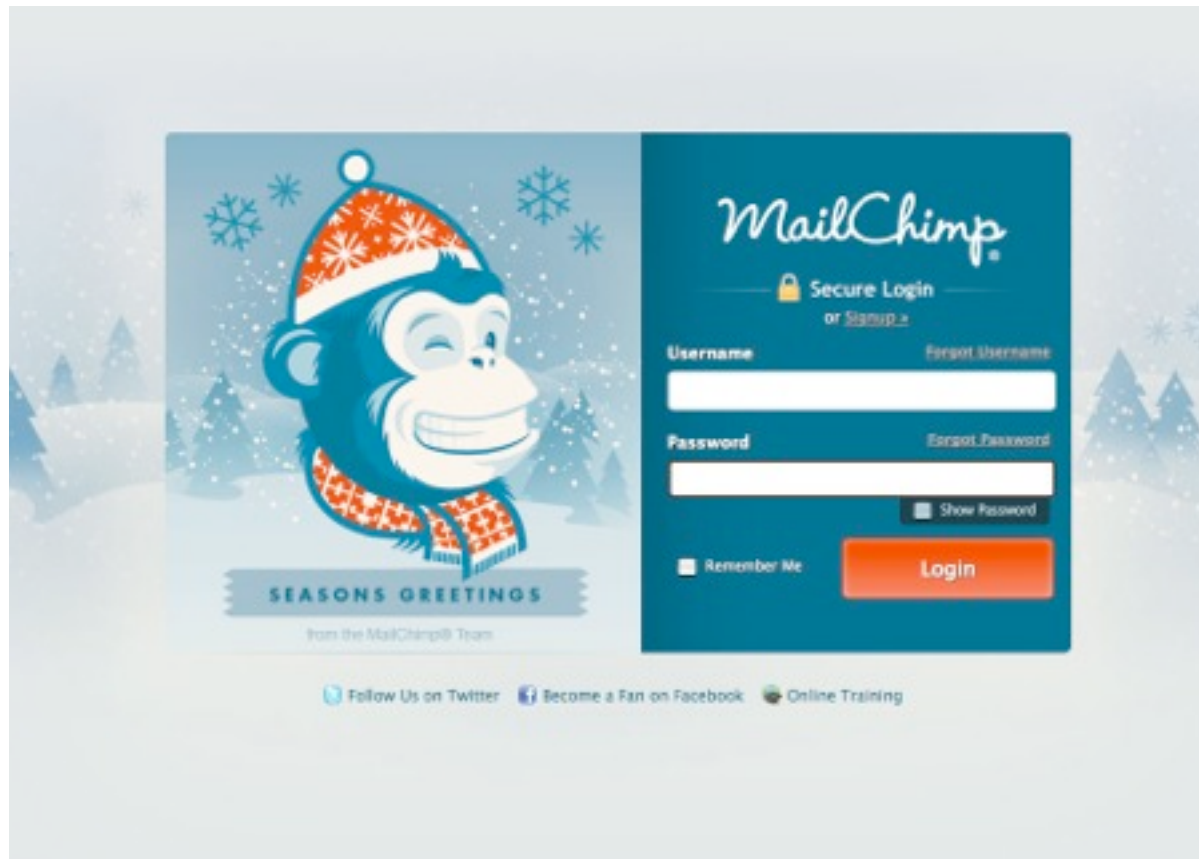 MailChimp®
Secure Login
or Signup »
Username Forgot Username
Password Forgot Password
Show Password
Remember Me Login
SEASONS GREETINGS
from the MailChimp® Team
Follow Us on Twitter Become a Fan on Facebook Online Training